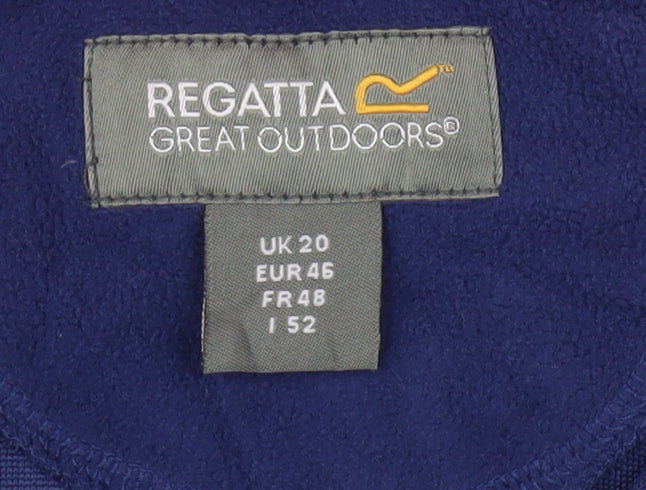 REGATTA
GREAT OUTDOORS®
UK 20
EUR 46
FR 48
I 52